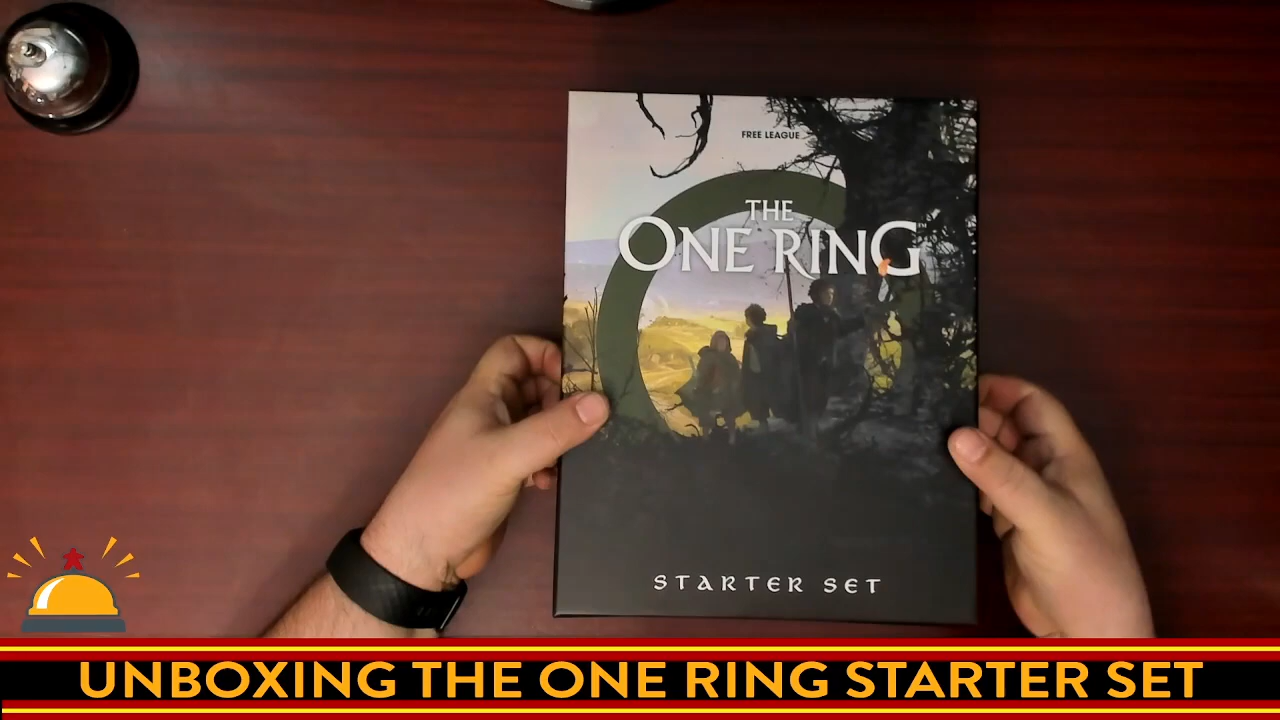 FREE LEAGUE
THE
ONE RING
STARTER SET
UNBOXING THE ONE RING STARTER SET